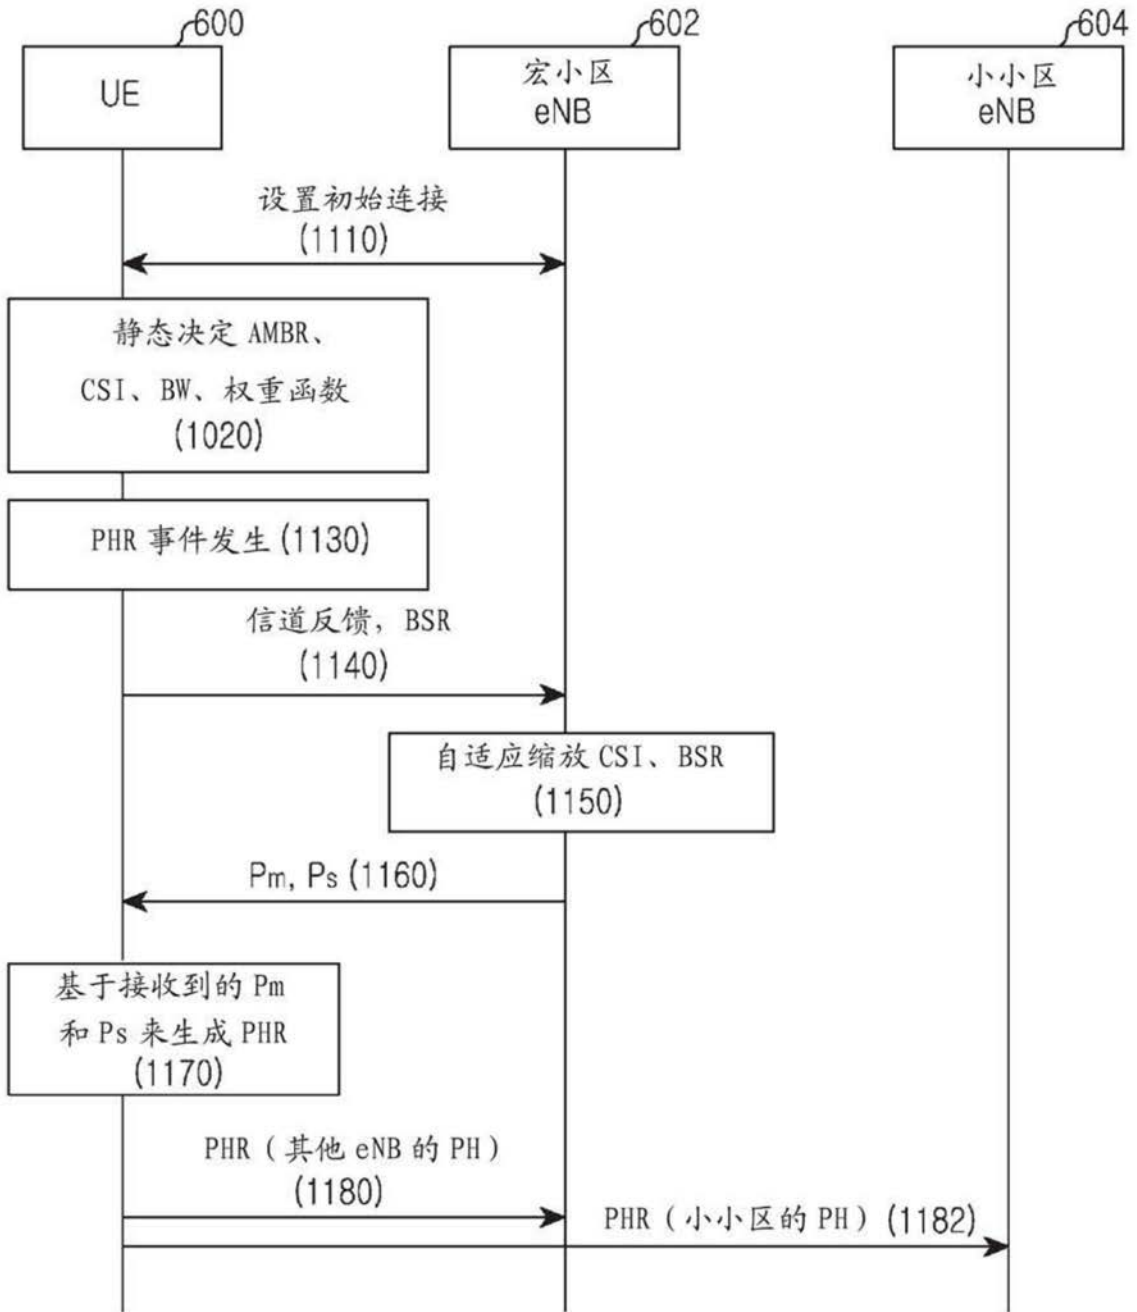 600
602
604
UE
宏小区
eNB
小小区
eNB
设置初始连接
(1110)
静态决定 AMBR、
CSI、BW、权重函数
(1020)
PHR 事件发生 (1130)
信道反馈, BSR
(1140)
自适应缩放 CSI、BSR
(1150)
Pm, Ps (1160)
基于接收到的 Pm
和 Ps 来生成 PHR
(1170)
PHR ( 其他 eNB 的 PH )
(1180)
PHR ( 小小区的 PH ) (1182)